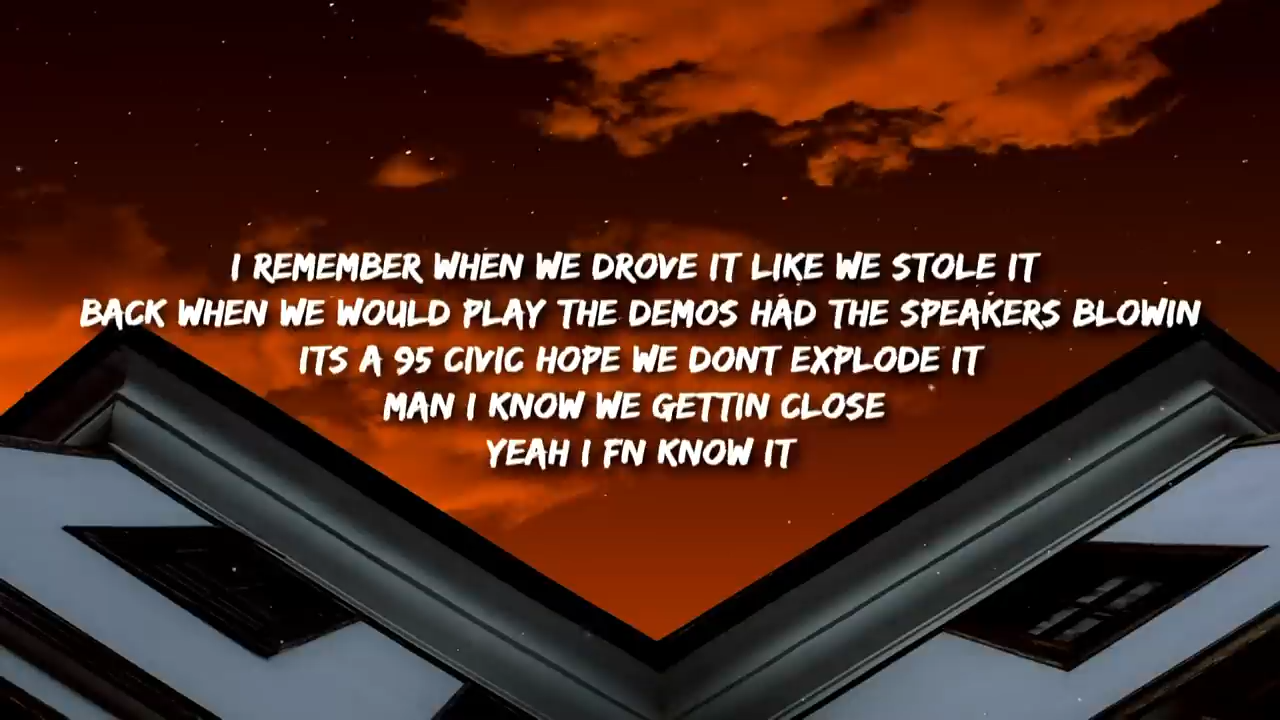 I REMEMBER WHEN WE DROVE IT LIKE WE STOLE IT
BACK WHEN WE WOULD PLAY THE DEMOS HAD THE SPEAKERS BLOWIN
ITS A 95 CIVIC HOPE WE DONT EXPLODE IT
MAN I KNOW WE GETTIN CLOSE
YEAH I FN KNOW IT